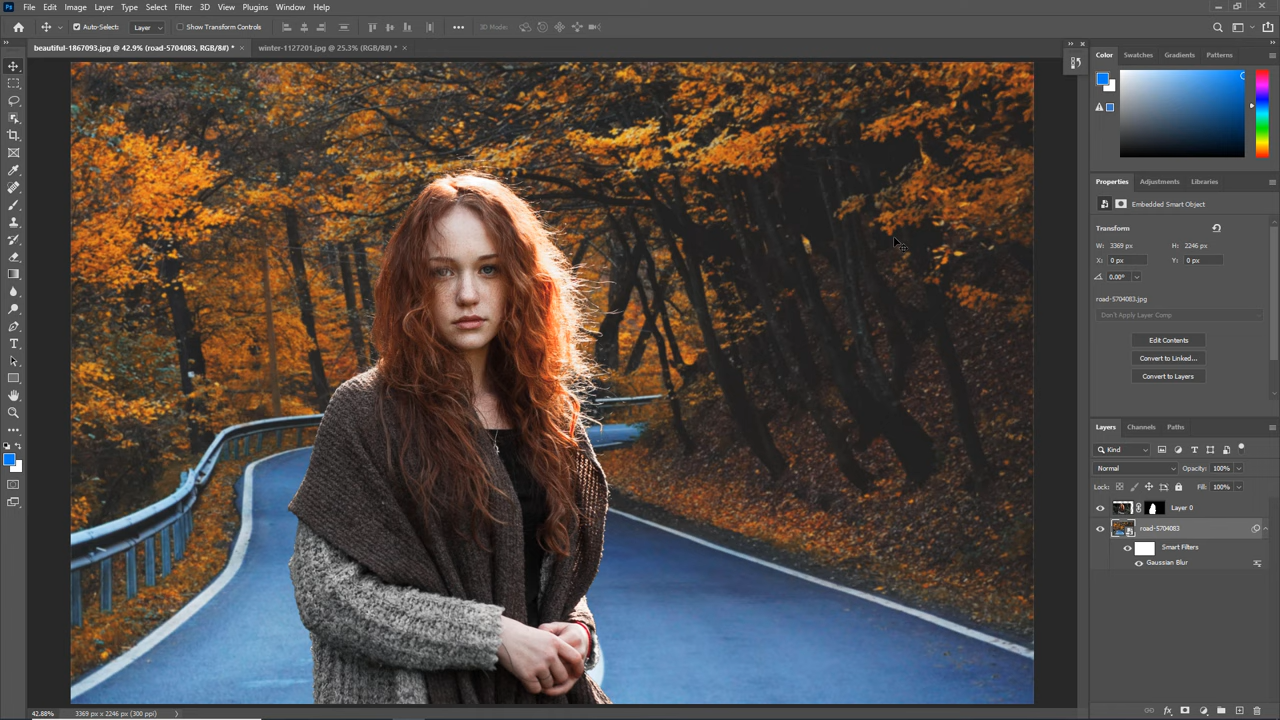 Ps File Edit Image Layer Type Select Filter 3D View Plugins Window Help
Auto-Select: Layer Show Transform Controls 3D Mode:
beautiful-1867093.jpg @ 42.9% (road-5704083, RGB/8#) * winter-1127201.jpg @ 25.3% (RGB/8#) *
Color Swatches Gradients Patterns
Properties Adjustments Libraries
Embedded Smart Object
Transform
W: 3369 px H: 2246 px
X: 0 px Y: 0 px
0.00°
road-5704083.jpg
Don't Apply Layer Comp
Edit Contents
Convert to Linked...
Convert to Layers
Layers Channels Paths
Kind
Normal Opacity: 100%
Lock: Fill: 100%
Layer 0
road-5704083
Smart Filters
Gaussian Blur
42.88% 3369 px x 2246 px (300 ppi)